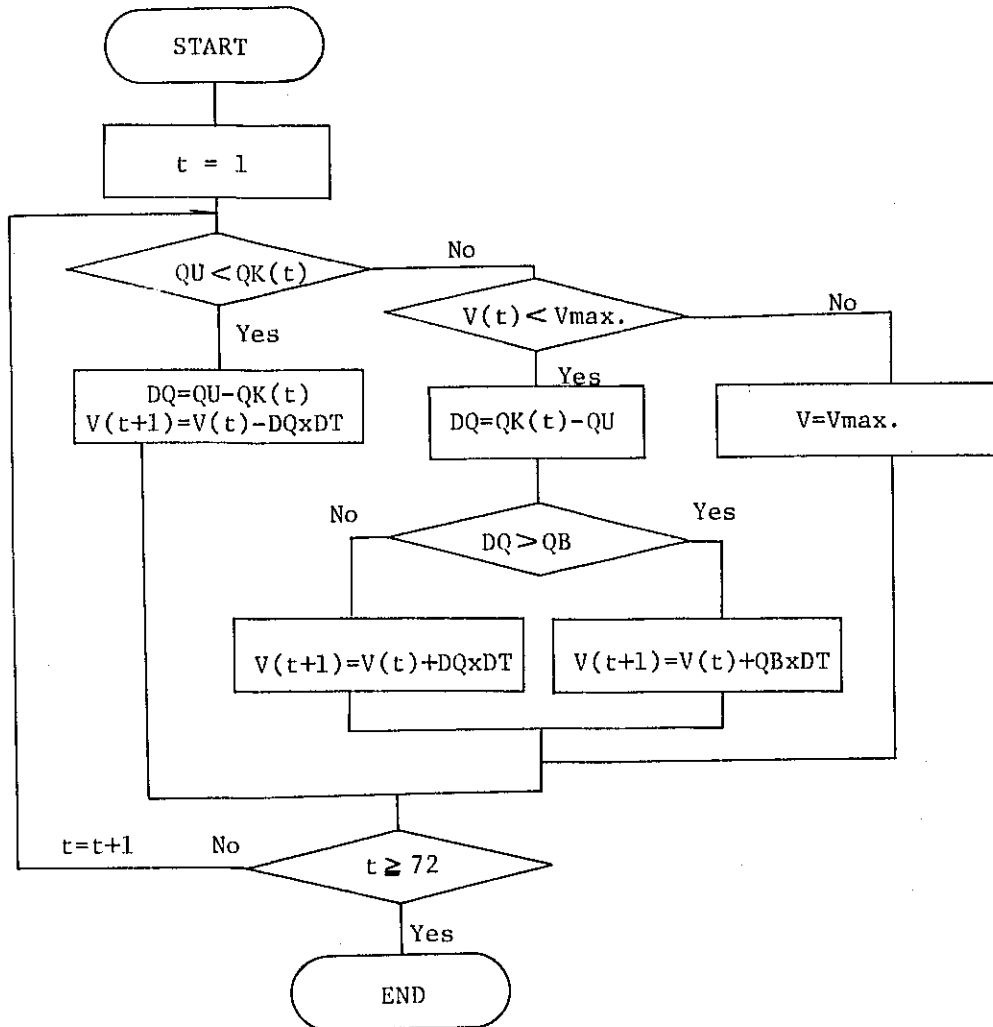 START
t = 1
QU<QK(t)
No
Yes
V(t)<Vmax.
No
Yes
DQ=QU-QK(t)
V(t+1)=V(t)-DQxDT
DQ=QK(t)-QU
V=Vmax.
No
Yes
DQ>QB
V(t+1)=V(t)+DQxDT
V(t+1)=V(t)+QBxDT
t=t+1
No
t≧72
Yes
END